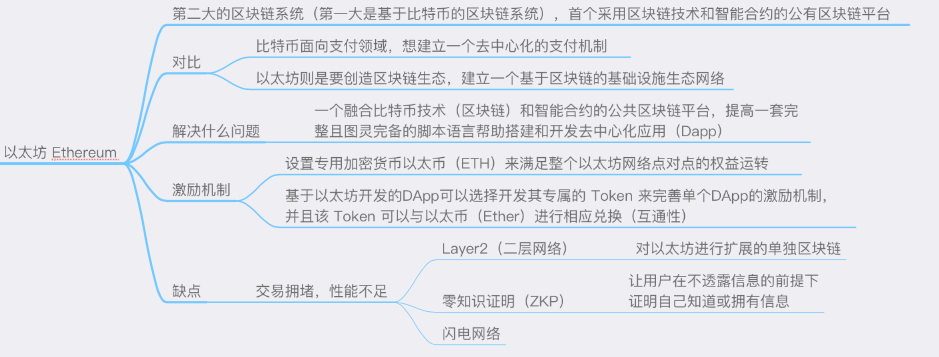 以太坊 Ethereum
第二大的区块链系统（第一大是基于比特币的区块链系统），首个采用区块链技术和智能合约的公有区块链平台
对比
比特币面向支付领域，想建立一个去中心化的支付机制
以太坊则是要创造区块链生态，建立一个基于区块链的基础设施生态网络
解决什么问题
一个融合比特币技术（区块链）和智能合约的公共区块链平台，提高一套完
整且图灵完备的脚本语言帮助搭建和开发去中心化应用（Dapp）
激励机制
设置专用加密货币以太币（ETH）来满足整个以太坊网络点对点的权益运转
基于以太坊开发的DApp可以选择开发其专属的 Token 来完善单个DApp的激励机制，
并且该 Token 可以与以太币（Ether）进行相应兑换（互通性）
缺点
交易拥堵，性能不足
Layer2（二层网络）
对以太坊进行扩展的单独区块链
零知识证明（ZKP）
让用户在不透露信息的前提下
证明自己知道或拥有信息
闪电网络